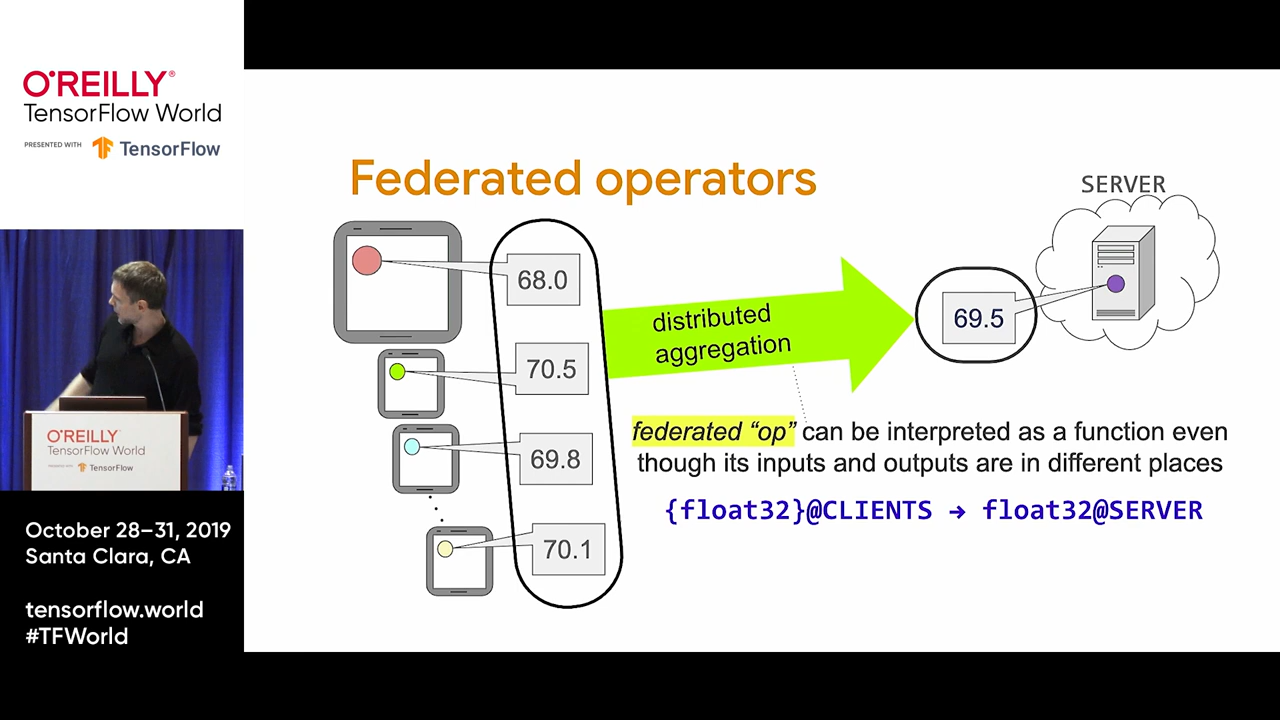 O'REILLY®
TensorFlow World
PRESENTED WITH TensorFlow
O'REILLY
TensorFlow World
TensorFlow
October 28–31, 2019
Santa Clara, CA
tensorflow.world
#TFWorld
Federated operators
SERVER
68.0
70.5
69.8
70.1
distributed
aggregation
69.5
federated “op” can be interpreted as a function even
though its inputs and outputs are in different places
{float32}@CLIENTS → float32@SERVER